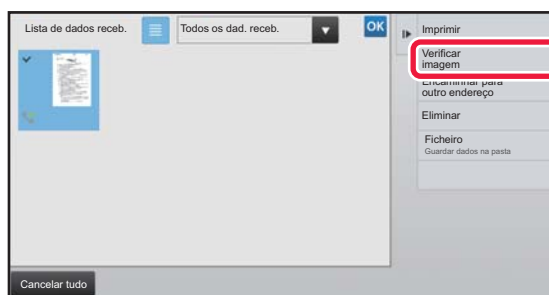 Lista de dados receb.
Todos os dad. receb.
OK
Imprimir
Verificar
imagem
Encaminhar para
outro endereço
Eliminar
Ficheiro
Guardar dados na pasta
Cancelar tudo